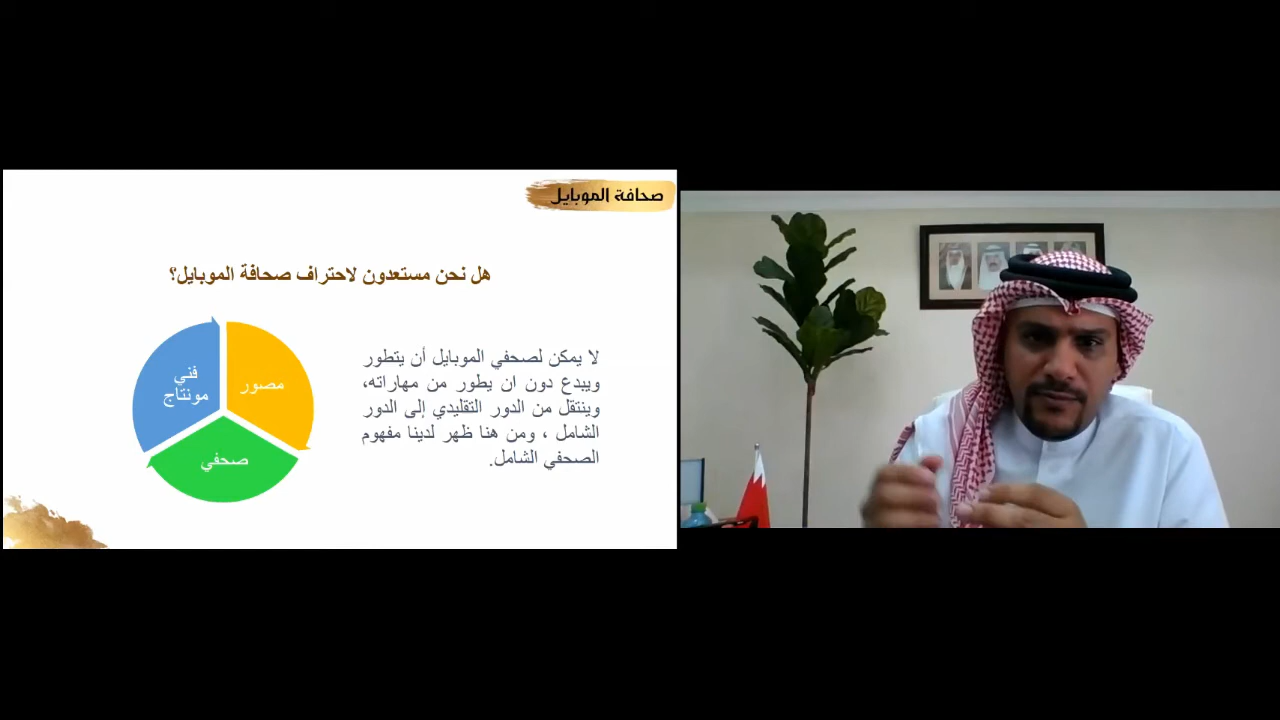 صحافة الموبايل
هل نحن مستعدون لاحتراف صحافة الموبايل؟
لا يمكن لصحفي الموبايل أن يتطور
ويبدع دون ان يطور من مهاراته،
وينتقل من الدور التقليدي إلى الدور
الشامل ، ومن هنا ظهر لدينا مفهوم
الصحفي الشامل.
مصور
فني
مونتاج
صحفي